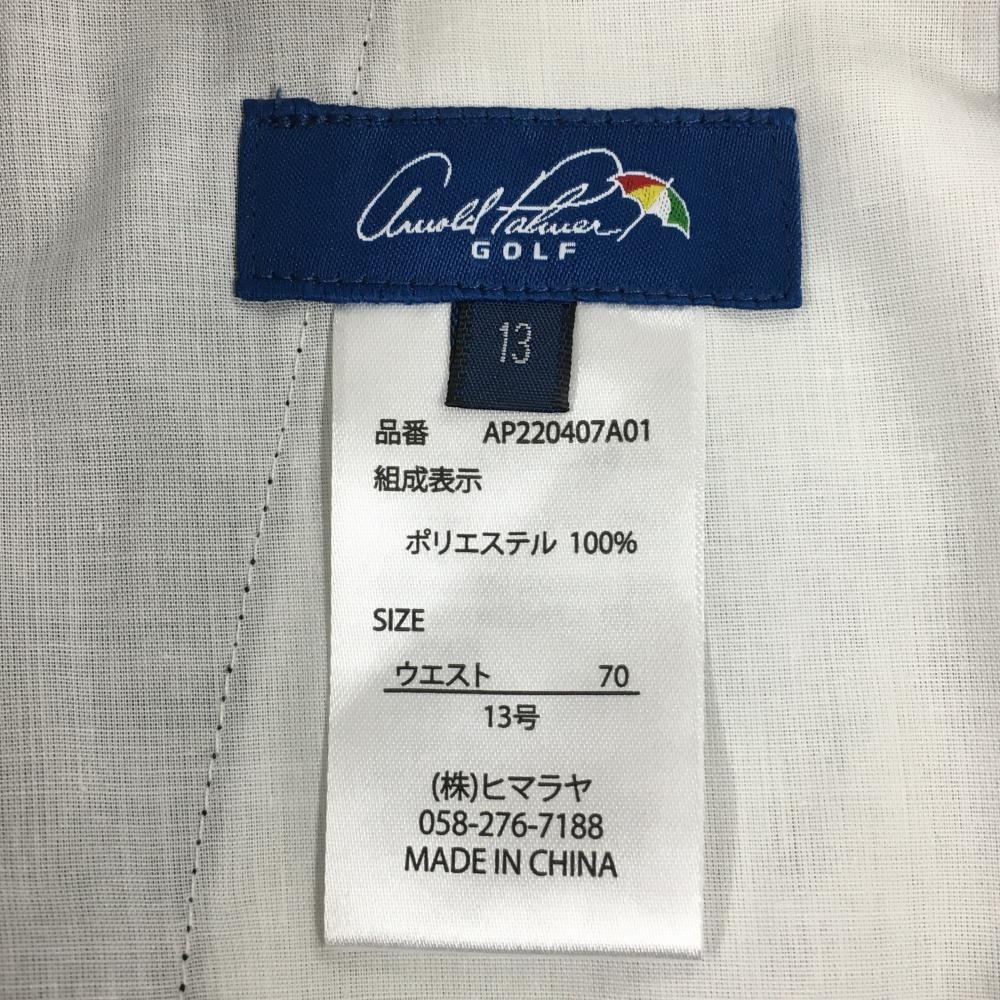 Arnold Palmer
GOLF
13
品番 AP220407A01
組成表示
ポリエステル 100%
SIZE
ウエスト 70
13号
(株)ヒマラヤ
058-276-7188
MADE IN CHINA